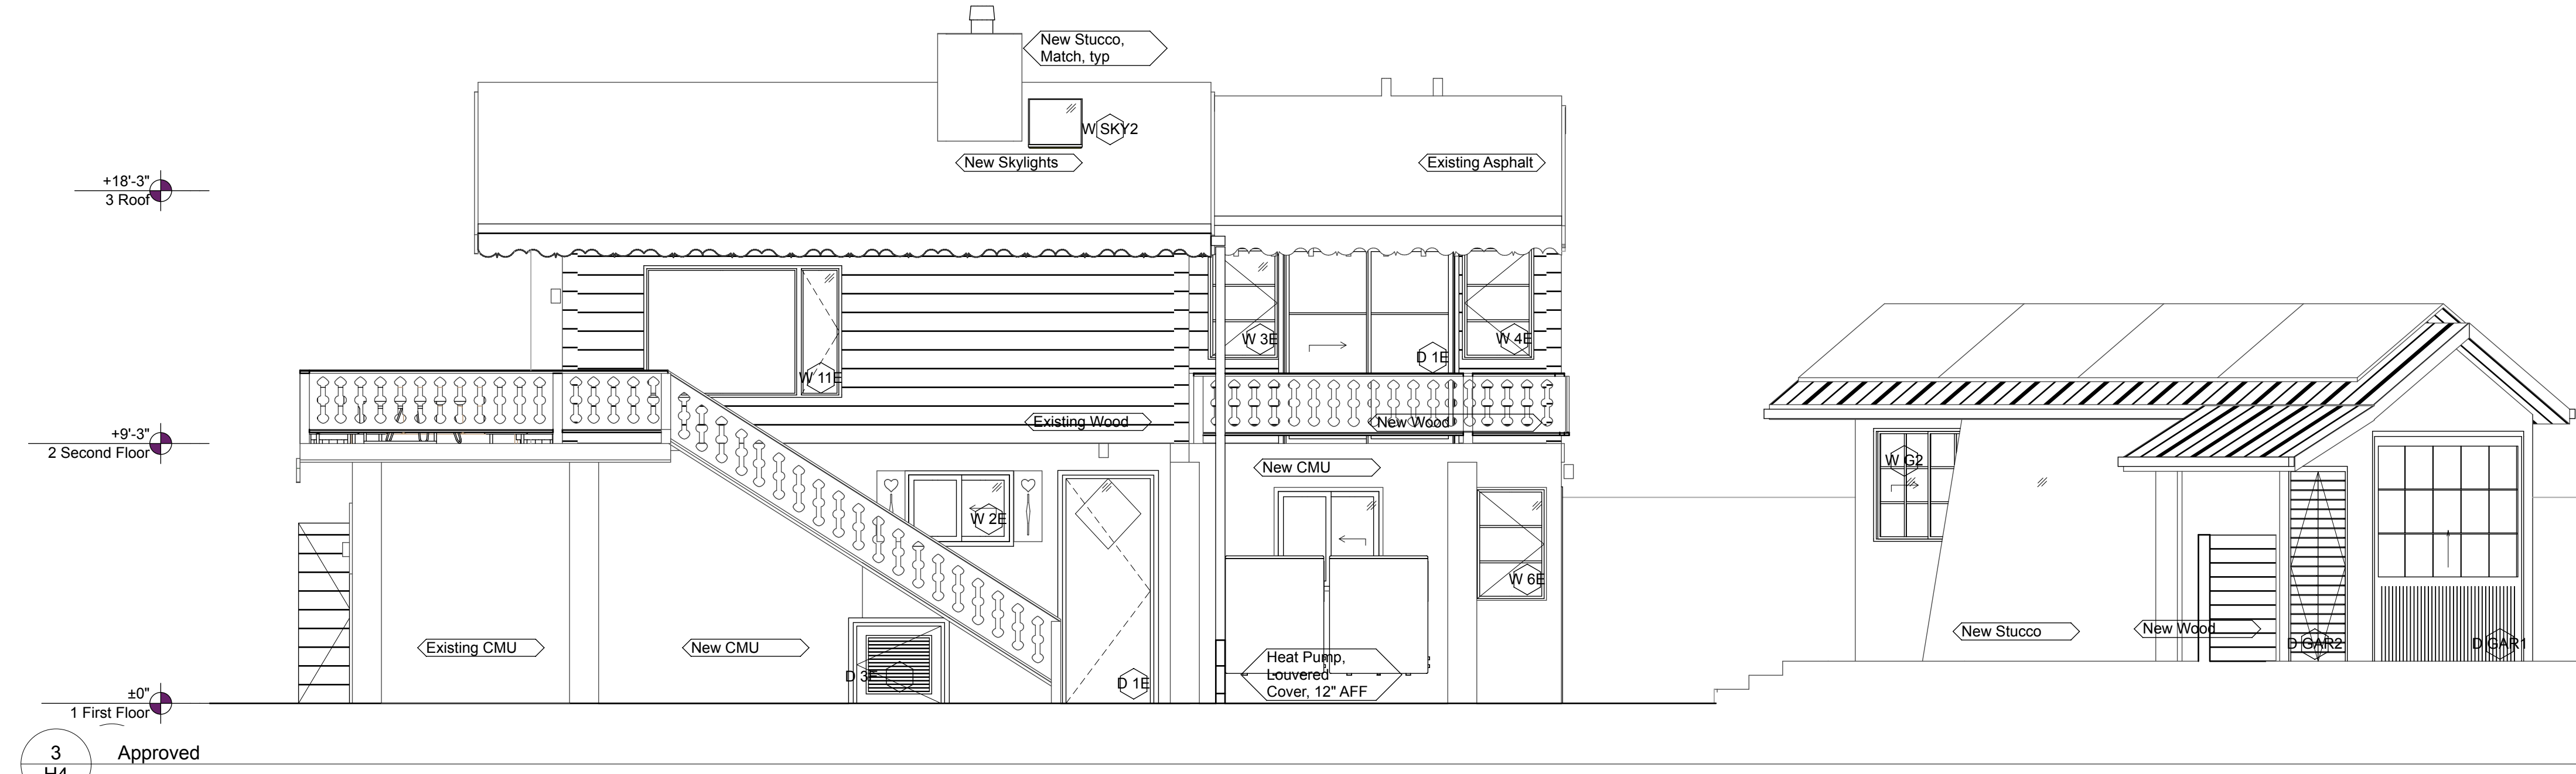 New Stucco,
Match, typ
W SKY2
New Skylights
Existing Asphalt
+18'-3"
3 Roof
W 3E
W 4E
D 1E
W 11E
Existing Wood
New Wood
+9'-3"
2 Second Floor
New CMU
W G2
W 2E
W 6E
Existing CMU
New CMU
New Stucco
New Wood
D GAR2
D GAR1
Heat Pump,
Louvered
Cover, 12" AFF
D 3E
D 1E
±0"
1 First Floor
3
Approved
H4